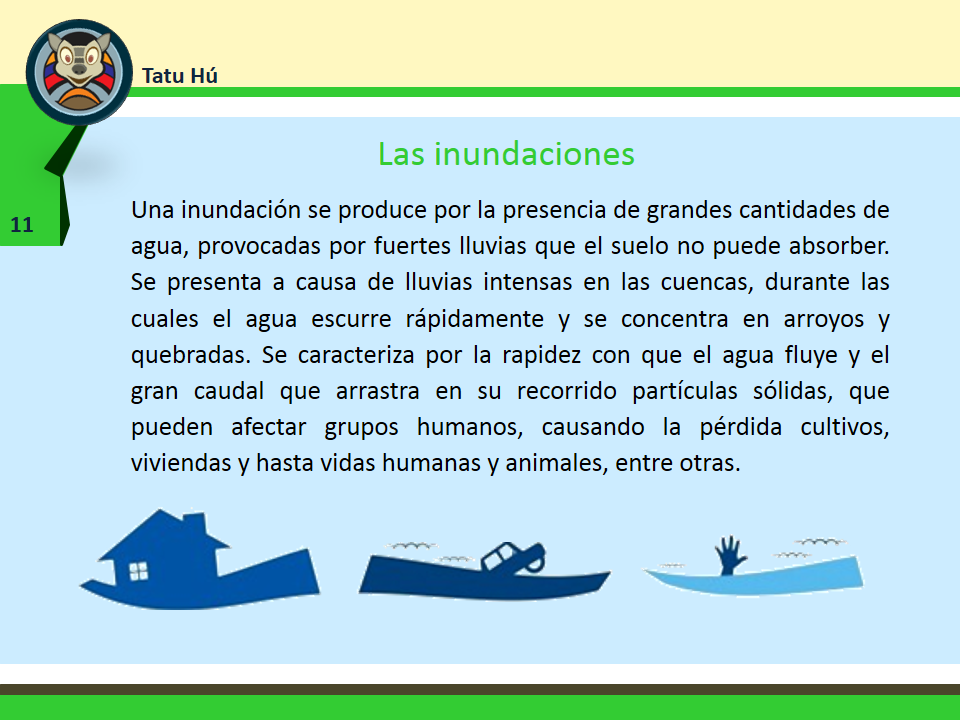 Tatu Hú
Las inundaciones
11
Una inundación se produce por la presencia de grandes cantidades de
agua, provocadas por fuertes lluvias que el suelo no puede absorber.
Se presenta a causa de lluvias intensas en las cuencas, durante las
cuales el agua escurre rápidamente y se concentra en arroyos y
quebradas. Se caracteriza por la rapidez con que el agua fluye y el
gran caudal que arrastra en su recorrido partículas sólidas, que
pueden afectar grupos humanos, causando la pérdida cultivos,
viviendas y hasta vidas humanas y animales, entre otras.